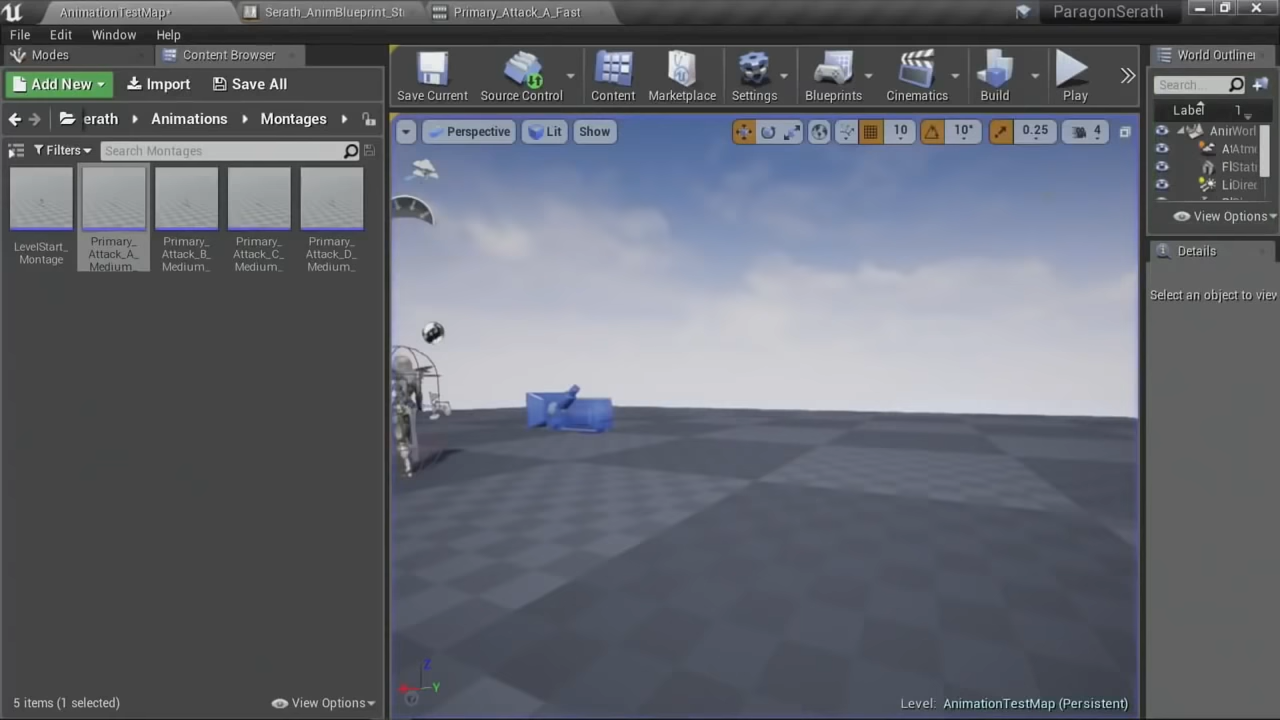 AnimationTestMap*
Serath_AnimBlueprint_St
Primary_Attack_A_Fast
ParagonSerath
File Edit Window Help
Modes
Content Browser
Add New
Import
Save All
erath
Animations
Montages
Filters
Search Montages
LevelStart_
Montage
Primary_
Attack_A_
Medium_
Primary_
Attack_B_
Medium_
Primary_
Attack_C_
Medium_
Primary_
Attack_D_
Medium_
5 items (1 selected)
View Options
Save Current
Source Control
Content
Marketplace
Settings
Blueprints
Cinematics
Build
Play
Perspective
Lit
Show
10
10°
0.25
4
Z
Y
Level: AnimationTestMap (Persistent)
World Outliner
Search...
Label
AniWorl
AtAtmo
FlStati
LiDirec
View Options
Details
Select an object to view